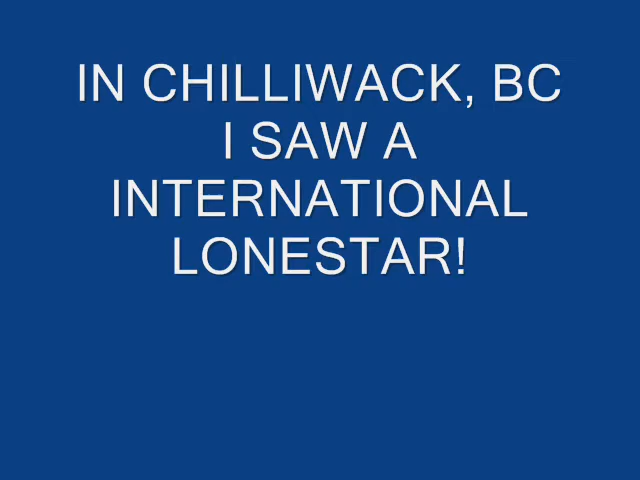 IN CHILLIWACK, BC
I SAW A
INTERNATIONAL
LONESTAR!